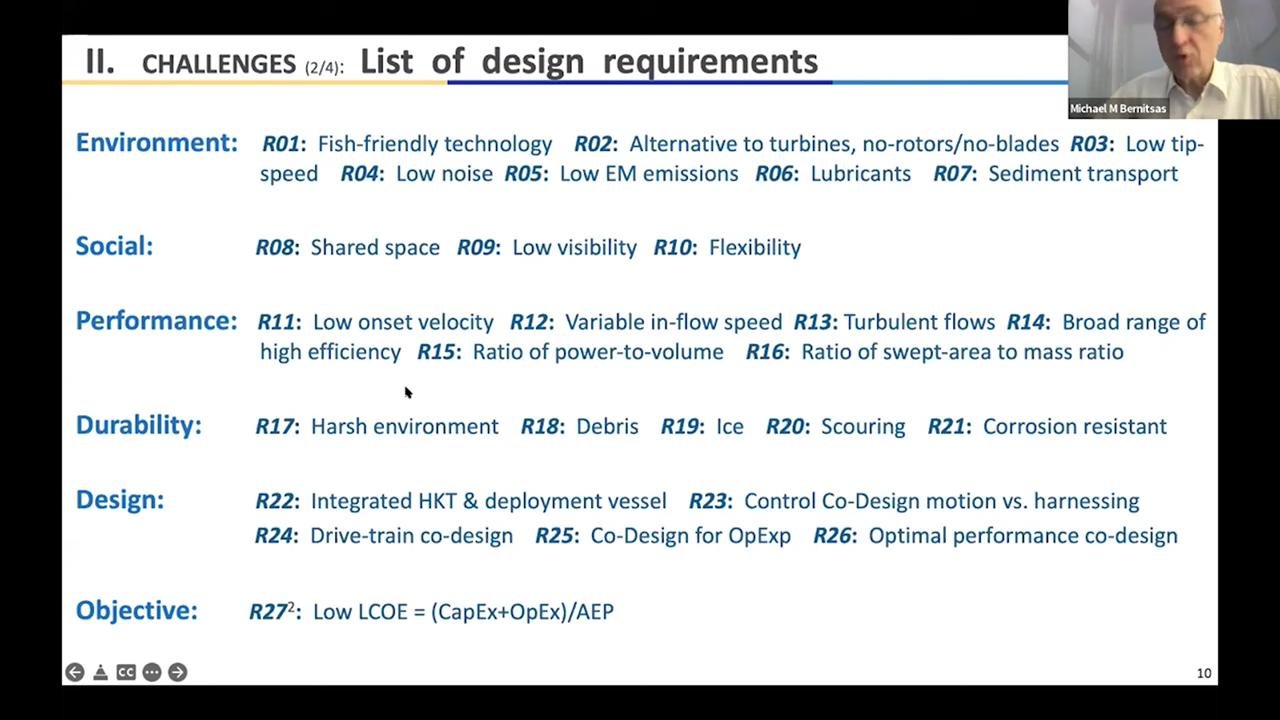 II. CHALLENGES (2/4): List of design requirements
Michael M Bernitsas
Environment: R01: Fish-friendly technology R02: Alternative to turbines, no-rotors/no-blades R03: Low tip-
speed R04: Low noise R05: Low EM emissions R06: Lubricants R07: Sediment transport
Social: R08: Shared space R09: Low visibility R10: Flexibility
Performance: R11: Low onset velocity R12: Variable in-flow speed R13: Turbulent flows R14: Broad range of
high efficiency R15: Ratio of power-to-volume R16: Ratio of swept-area to mass ratio
Durability: R17: Harsh environment R18: Debris R19: Ice R20: Scouring R21: Corrosion resistant
Design: R22: Integrated HKT & deployment vessel R23: Control Co-Design motion vs. harnessing
R24: Drive-train co-design R25: Co-Design for OpExp R26: Optimal performance co-design
Objective: R27²: Low LCOE = (CapEx+OpEx)/AEP
CC
10